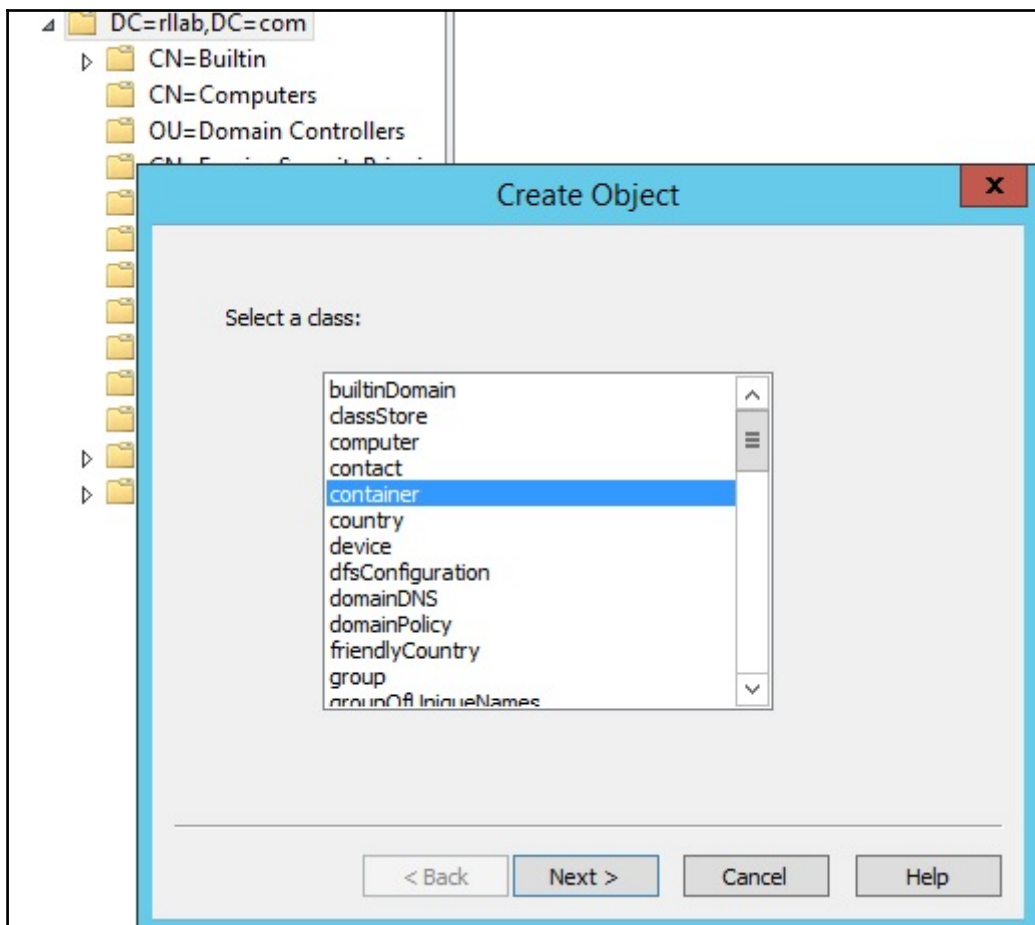 DC=rllab,DC=com
CN=Builtin
CN=Computers
OU=Domain Controllers
Create Object
x
Select a class:
builtinDomain
classStore
computer
contact
container
country
device
dfsConfiguration
domainDNS
domainPolicy
friendlyCountry
group
groupOfUniqueNames
< Back
Next >
Cancel
Help